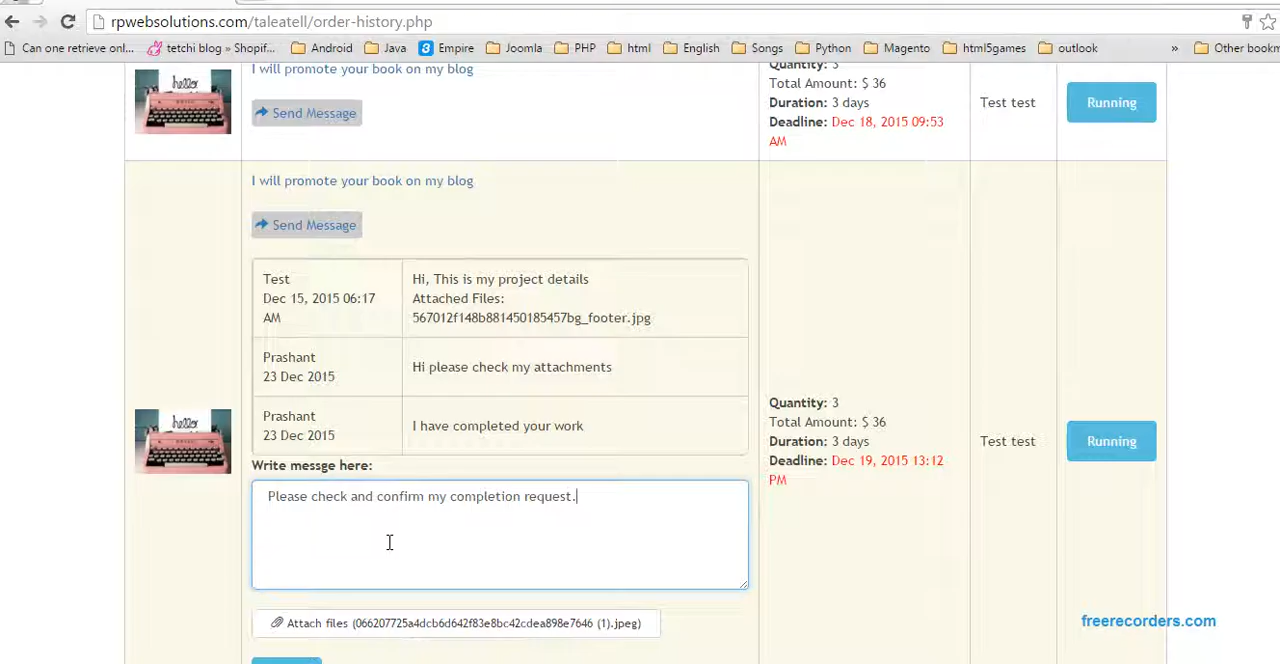 rpwebsolutions.com/taleatell/order-history.php
Can one retrieve onl... tetchi blog » Shopif... Android Java 3 Empire Joomla PHP html English Songs Python Magento html5games outlook » Other bookm
hello
I will promote your book on my blog
Send Message
Quantity: 3
Total Amount: $ 36
Duration: 3 days
Deadline: Dec 18, 2015 09:53
AM
Test test
Running
I will promote your book on my blog
Send Message
Test
Dec 15, 2015 06:17
AM
Hi, This is my project details
Attached Files:
567012f148b881450185457bg_footer.jpg
Prashant
23 Dec 2015
Hi please check my attachments
Prashant
23 Dec 2015
I have completed your work
hello
Write messge here:
Please check and confirm my completion request.
Attach files (066207725a4dcb6d642f83e8bc42cdea898e7646 (1).jpeg)
Quantity: 3
Total Amount: $ 36
Duration: 3 days
Deadline: Dec 19, 2015 13:12
PM
Test test
Running
freerecorders.com